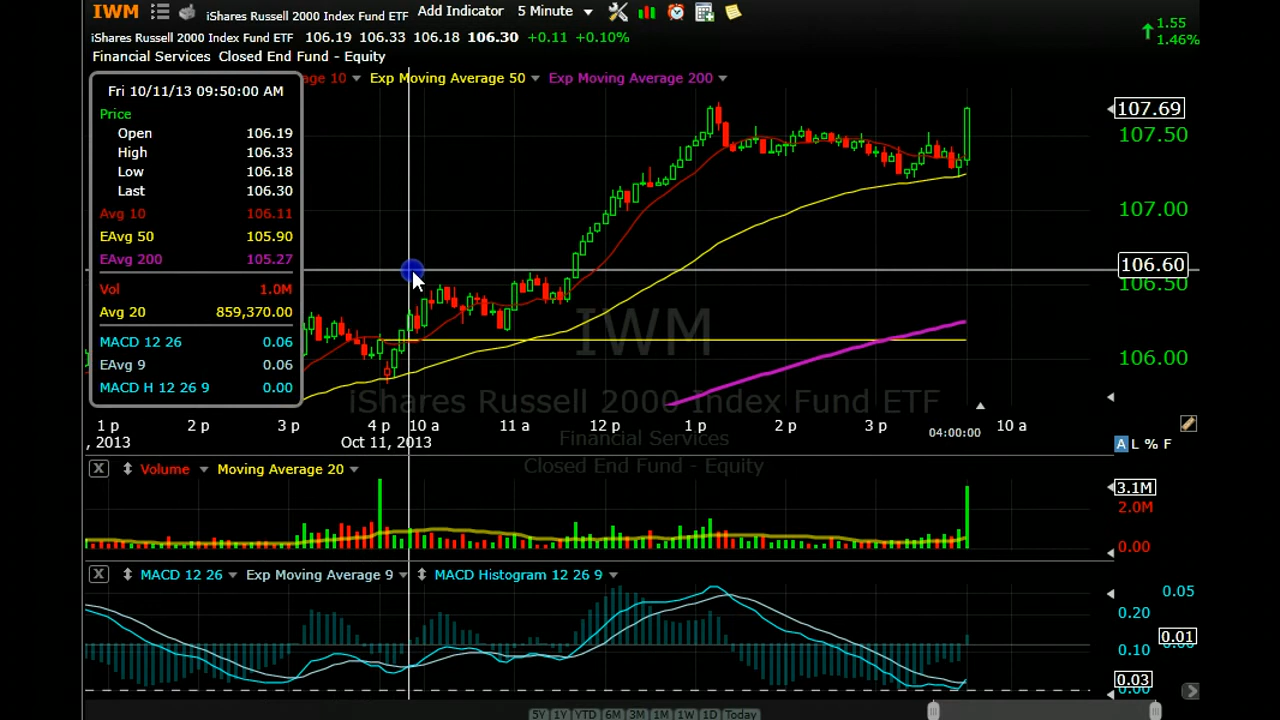 IWM iShares Russell 2000 Index Fund ETF Add Indicator 5 Minute
iShares Russell 2000 Index Fund ETF 106.19 106.33 106.18 106.30 +0.11 +0.10%
1.55
1.46%
Financial Services Closed End Fund - Equity
age 10 Exp Moving Average 50 Exp Moving Average 200
Fri 10/11/13 09:50:00 AM
Price
Open 106.19
High 106.33
Low 106.18
Last 106.30
Avg 10 106.11
EAvg 50 105.90
EAvg 200 105.27
Vol 1.0M
Avg 20 859,370.00
MACD 12 26 0.06
EAvg 9 0.06
MACD H 12 26 9 0.00
107.69
107.50
107.00
106.60
106.50
106.00
IWM
iShares Russell 2000 Index Fund ETF
Financial Services
Closed End Fund - Equity
1 p 2 p 3 p 4 p 10 a 11 a 12 p 1 p 2 p 3 p 04:00:00 10 a
, 2013 Oct 11, 2013
A L % F
X Volume Moving Average 20
3.1M
2.0M
0.00
X MACD 12 26 Exp Moving Average 9 MACD Histogram 12 26 9
0.05
0.20
0.01
0.10
0.03
5Y 1Y YTD 6M 3M 1M 1W 1D Today